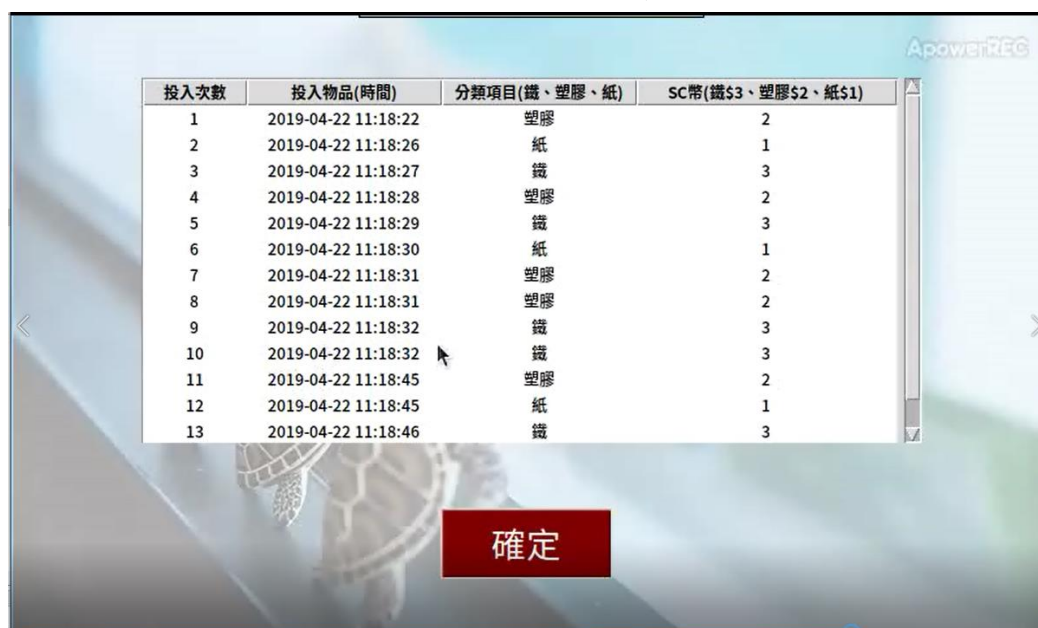 ApowerREC
投入次數 投入物品(時間) 分類項目(鐵、塑膠、紙) SC幣(鐵$3、塑膠$2、紙$1)
1 2019-04-22 11:18:22 塑膠 2
2 2019-04-22 11:18:26 紙 1
3 2019-04-22 11:18:27 鐵 3
4 2019-04-22 11:18:28 塑膠 2
5 2019-04-22 11:18:29 鐵 3
6 2019-04-22 11:18:30 紙 1
7 2019-04-22 11:18:31 塑膠 2
8 2019-04-22 11:18:31 塑膠 2
9 2019-04-22 11:18:32 鐵 3
10 2019-04-22 11:18:32 鐵 3
11 2019-04-22 11:18:45 塑膠 2
12 2019-04-22 11:18:45 紙 1
13 2019-04-22 11:18:46 鐵 3
確定